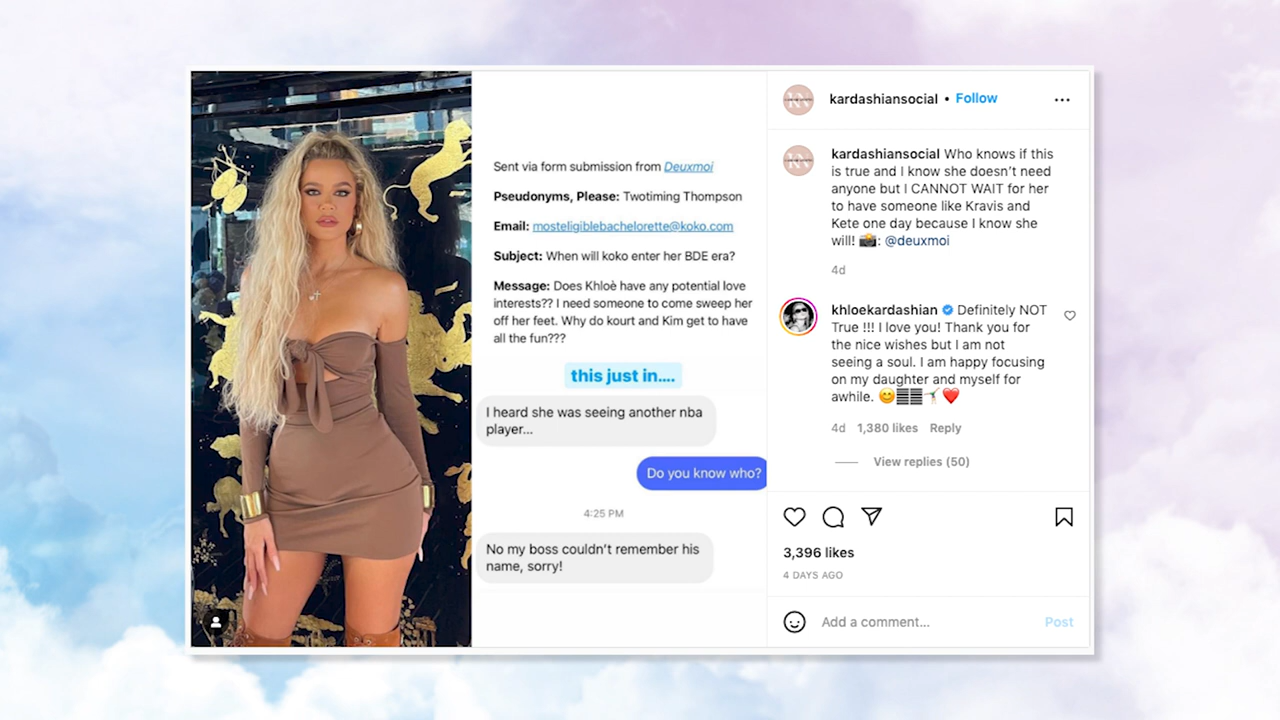 Sent via form submission from Deuxmoi
Pseudonyms, Please: Twotiming Thompson
Email: mosteligiblebachelorette@koko.com
Subject: When will koko enter her BDE era?
Message: Does Khloè have any potential love
interests?? I need someone to come sweep her
off her feet. Why do kourt and Kim get to have
all the fun???
this just in....
I heard she was seeing another nba
player...
Do you know who?
4:25 PM
No my boss couldn't remember his
name, sorry!
kardashiansocial • Follow
kardashiansocial Who knows if this
is true and I know she doesn't need
anyone but I CANNOT WAIT for her
to have someone like Kravis and
Kete one day because I know she
will! 📸: @deuxmoi
4d
khloekardashian Definitely NOT
True !!! I love you! Thank you for
the nice wishes but I am not
seeing a soul. I am happy focusing
on my daughter and myself for
awhile. 😊❤️
4d 1,380 likes Reply
View replies (50)
3,396 likes
4 DAYS AGO
Add a comment...
Post